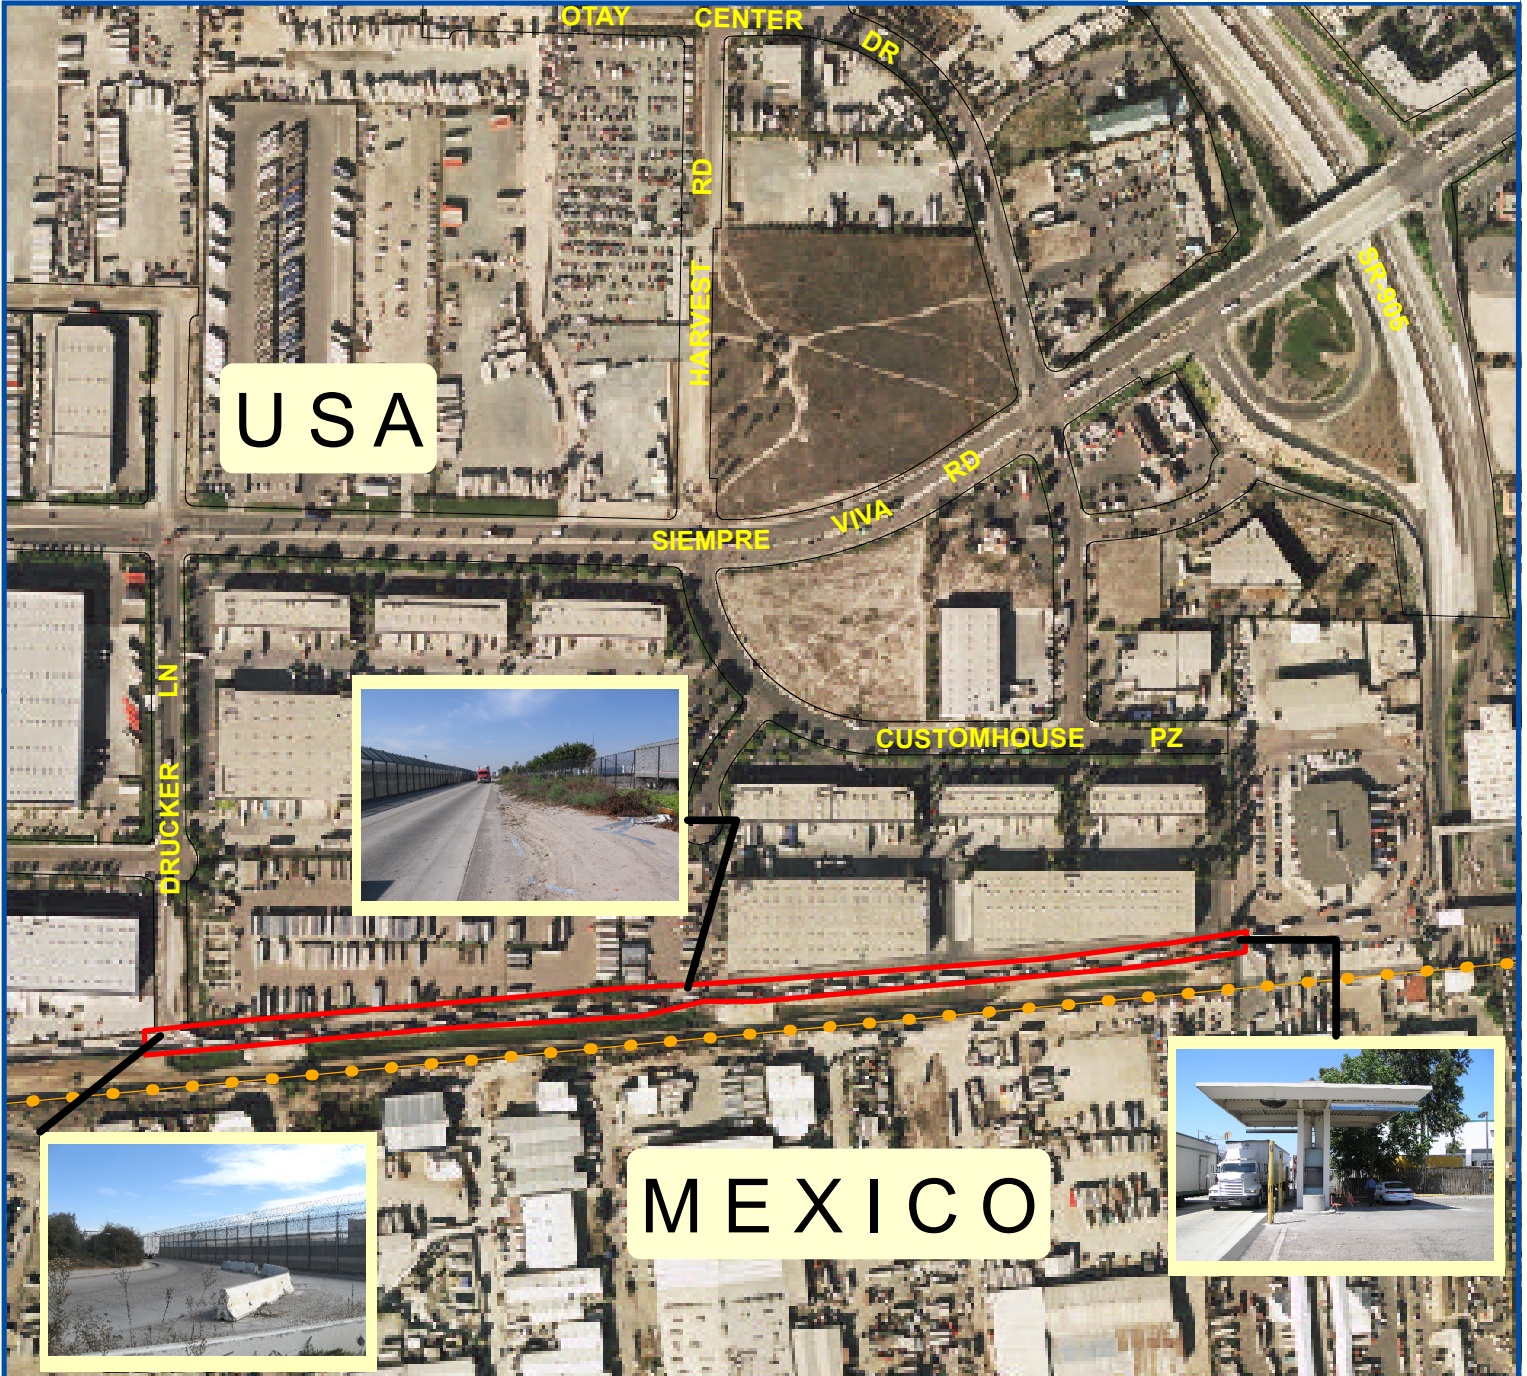 OTAY CENTER DR
HARVEST RD
SR-905
USA
SIEMPRE VIVA RD
DRUCKER LN
CUSTOMHOUSE PZ
MEXICO